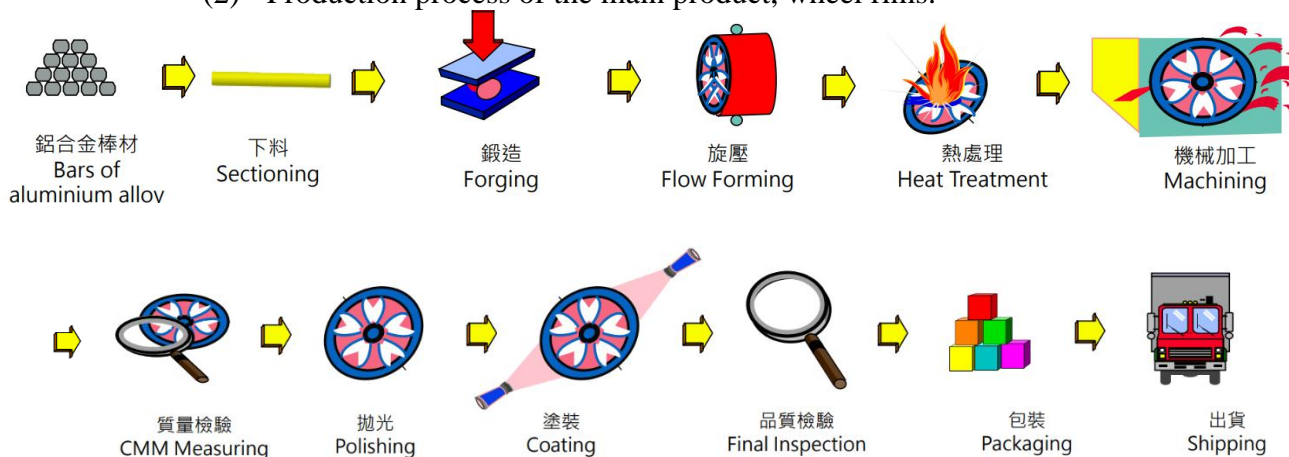 (2) Production process of the main product, wheel rims:
鋁合金棒材
Bars of
aluminium alloy
下料
Sectioning
鍛造
Forging
旋壓
Flow Forming
熱處理
Heat Treatment
機械加工
Machining
質量檢驗
CMM Measuring
拋光
Polishing
塗裝
Coating
品質檢驗
Final Inspection
包裝
Packaging
出貨
Shipping